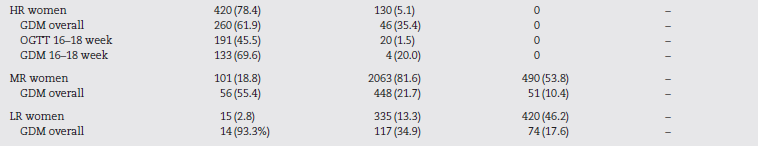 HR women 420 (78.4) 130 (5.1) 0 –
GDM overall 260 (61.9) 46 (35.4) 0 –
OGTT 16–18 week 191 (45.5) 20 (1.5) 0 –
GDM 16–18 week 133 (69.6) 4 (20.0) 0 –
MR women 101 (18.8) 2063 (81.6) 490 (53.8) –
GDM overall 56 (55.4) 448 (21.7) 51 (10.4) –
LR women 15 (2.8) 335 (13.3) 420 (46.2) –
GDM overall 14 (93.3%) 117 (34.9) 74 (17.6) –